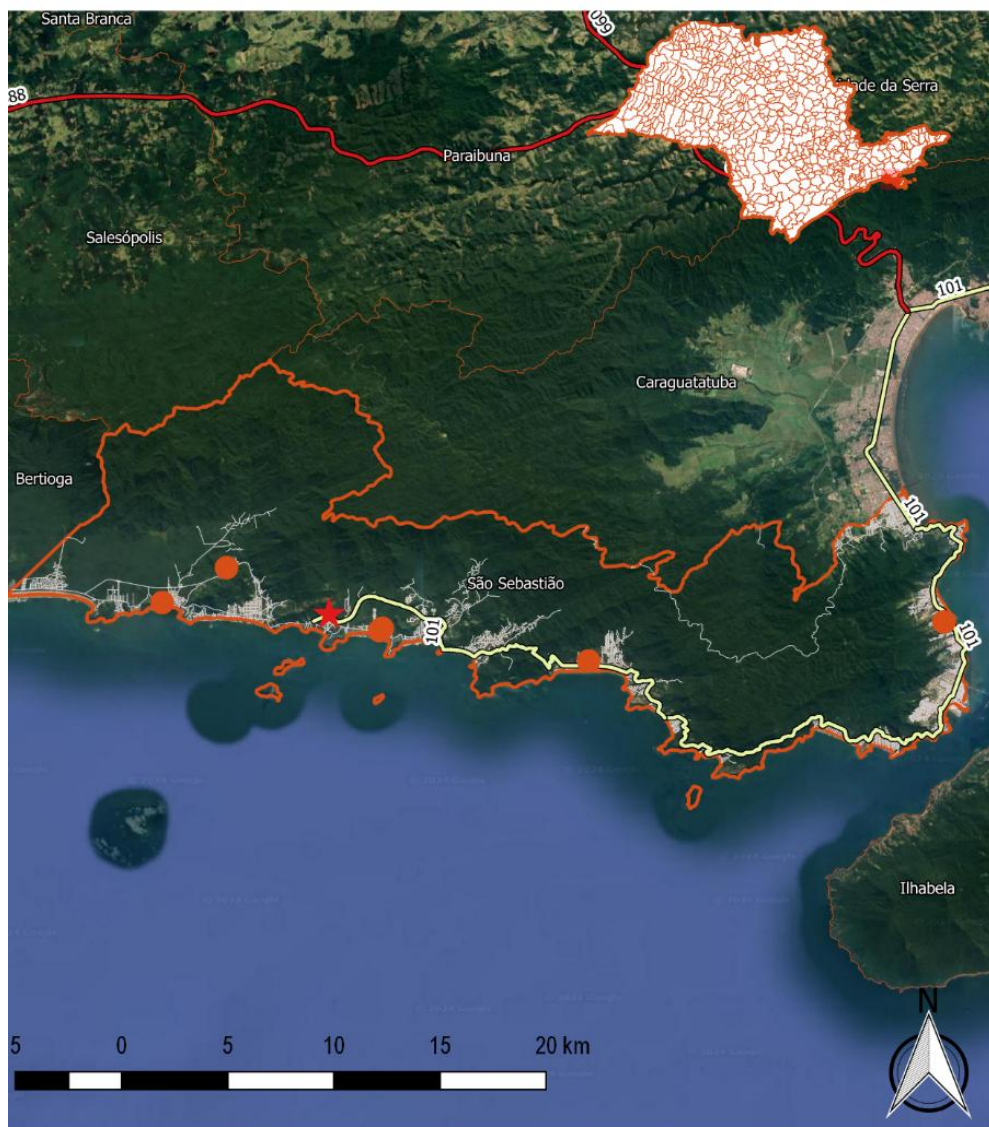 Santa Branca
099
dade da Serra
88
Paraibuna
Salesópolis
101
Caraguatatuba
Bertioga
101
São Sebastião
101
101
Ilhabela
N
5 0 5 10 15 20 km